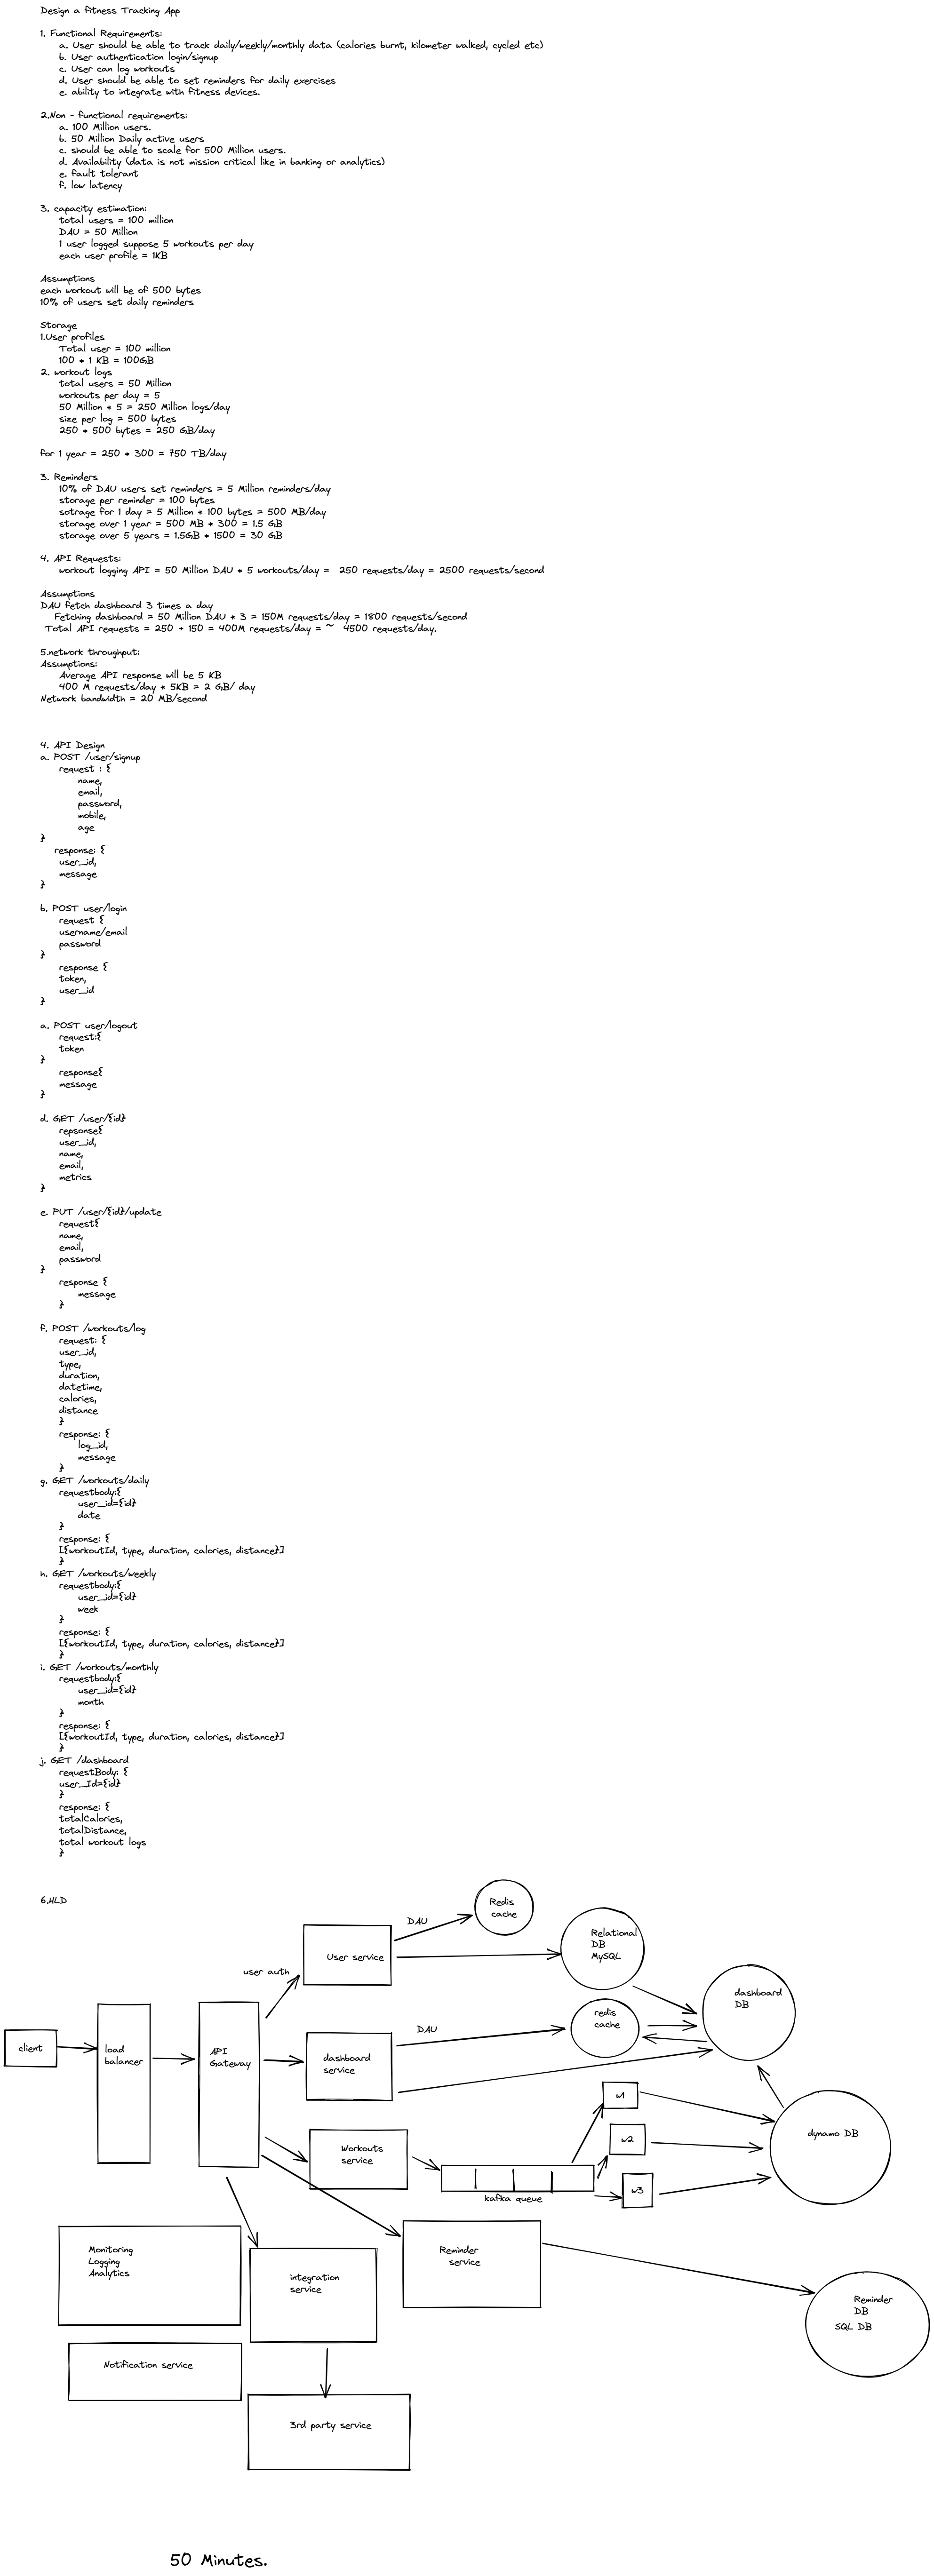 Design a fitness Tracking App
1. Functional Requirements:
a. User should be able to track daily/weekly/monthly data (calories burnt, kilometer walked, cycled etc)
b. User authentication login/signup
c. User can log workouts
d. User should be able to set reminders for daily exercises
e. ability to integrate with fitness devices.
2.Non - functional requirements:
a. 100 Million users.
b. 50 Million Daily active users
c. should be able to scale for 500 Million users.
d. Availability (data is not mission critical like in banking or analytics)
e. fault tolerant
f. low latency
3. capacity estimation:
total users = 100 million
DAU = 50 Million
1 user logged suppose 5 workouts per day
each user profile = 1KB
Assumptions
each workout will be of 500 bytes
10% of users set daily reminders
Storage
1.User profiles
Total user = 100 million
100 * 1 KB = 100GB
2. workout logs
total users = 50 Million
workouts per day = 5
50 Million * 5 = 250 Million logs/day
size per log = 500 bytes
250 * 500 bytes = 250 GB/day
for 1 year = 250 * 300 = 750 TB/day
3. Reminders
10% of DAU users set reminders = 5 Million reminders/day
storage per reminder = 100 bytes
sotrage for 1 day = 5 Million * 100 bytes = 500 MB/day
storage over 1 year = 500 MB * 300 = 1.5 GB
storage over 5 years = 1.5GB * 1500 = 30 GB
4. API Requests:
workout logging API = 50 Million DAU * 5 workouts/day = 250 requests/day = 2500 requests/second
Assumptions
DAU fetch dashboard 3 times a day
Fetching dashboard = 50 Million DAU * 3 = 150M requests/day = 1800 requests/second
Total API requests = 250 + 150 = 400M requests/day = ~ 4500 requests/day.
5.network throughput:
Assumptions:
Average API response will be 5 KB
400 M requests/day * 5KB = 2 GB/ day
Network bandwidth = 20 MB/second
4. API Design
a. POST /user/signup
request : {
name,
email,
password,
mobile,
age
}
response: {
user_id,
message
}
b. POST user/login
request {
username/email
password
}
response {
token,
user_id
}
a. POST user/logout
request:{
token
}
response{
message
}
d. GET /user/{id}
repsonse{
user_id,
name,
email,
metrics
}
e. PUT /user/{id}/update
request{
name,
email,
password
}
response {
message
}
f. POST /workouts/log
request: {
user_id,
type,
duration,
datetime,
calories,
distance
}
response: {
log_id,
message
}
g. GET /workouts/daily
requestbody:{
user_id={id}
date
}
response: {
[{workoutId, type, duration, calories, distance}]
}
h. GET /workouts/weekly
requestbody:{
user_id={id}
week
}
response: {
[{workoutId, type, duration, calories, distance}]
}
i. GET /workouts/monthly
requestbody:{
user_id={id}
month
}
response: {
[{workoutId, type, duration, calories, distance}]
}
j. GET /dashboard
requestBody: {
user_Id={id}
}
response: {
totalCalories,
totalDistance,
total workout logs
}
6.HLD
Redis
cache
DAU
User service
Relational
DB
MySQL
user auth
dashboard
DB
redis
cache
DAU
client
load
balancer
API
Gateway
dashboard
service
w1
Workouts
service
w2
dynamo DB
w3
kafka queue
Monitoring
Logging
Analytics
Reminder
service
integration
service
Reminder
DB
SQL DB
Notification service
3rd party service
50 Minutes.